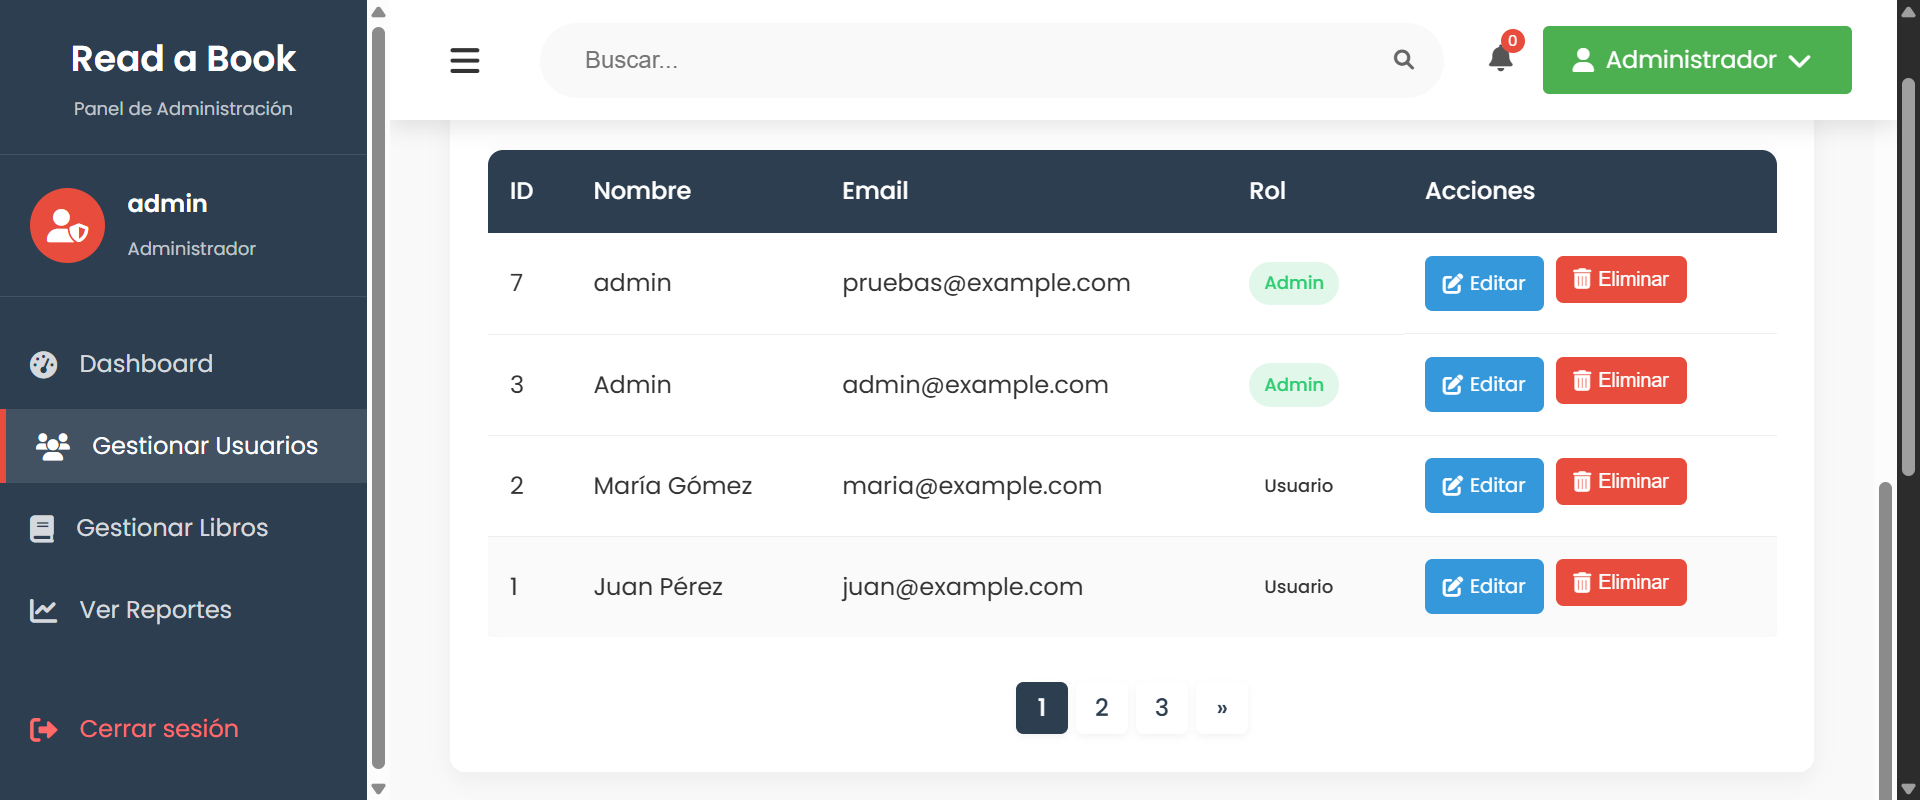 Read a Book
Panel de Administración
admin
Administrador
Dashboard
Gestionar Usuarios
Gestionar Libros
Ver Reportes
Cerrar sesión
Buscar...
0
Administrador
ID Nombre Email Rol Acciones
7 admin pruebas@example.com Admin Editar Eliminar
3 Admin admin@example.com Admin Editar Eliminar
2 María Gómez maria@example.com Usuario Editar Eliminar
1 Juan Pérez juan@example.com Usuario Editar Eliminar
1 2 3 »